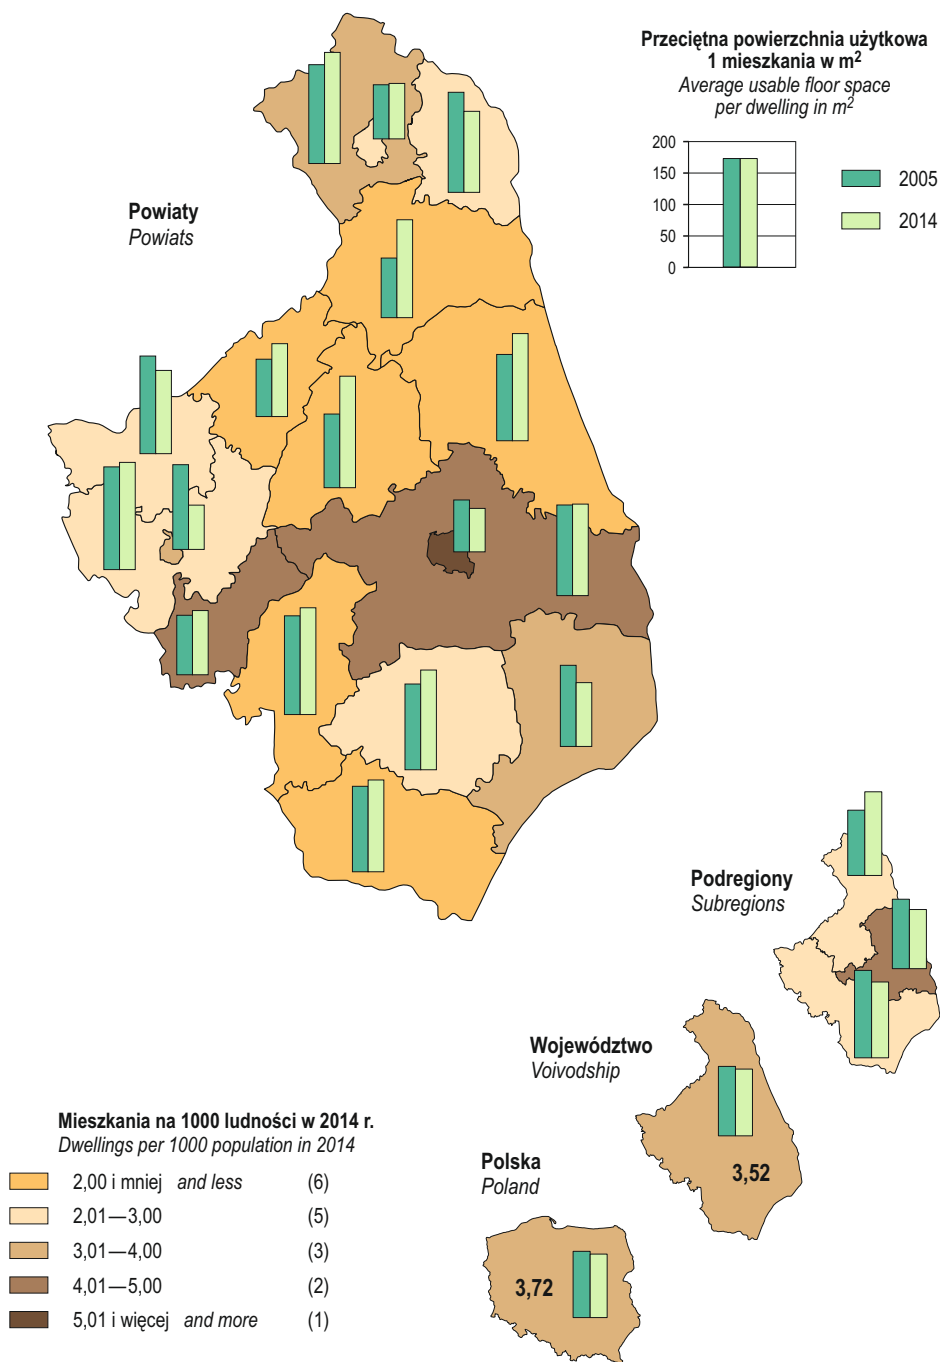 Przeciętna powierzchnia użytkowa
1 mieszkania w m²
Average usable floor space
per dwelling in m²
200
150
100
50
0
2005
2014
Powiaty
Powiats
Podregiony
Subregions
Województwo
Voivodship
3,52
Polska
Poland
3,72
Mieszkania na 1000 ludności w 2014 r.
Dwellings per 1000 population in 2014
2,00 i mniej and less (6)
2,01—3,00 (5)
3,01—4,00 (3)
4,01—5,00 (2)
5,01 i więcej and more (1)